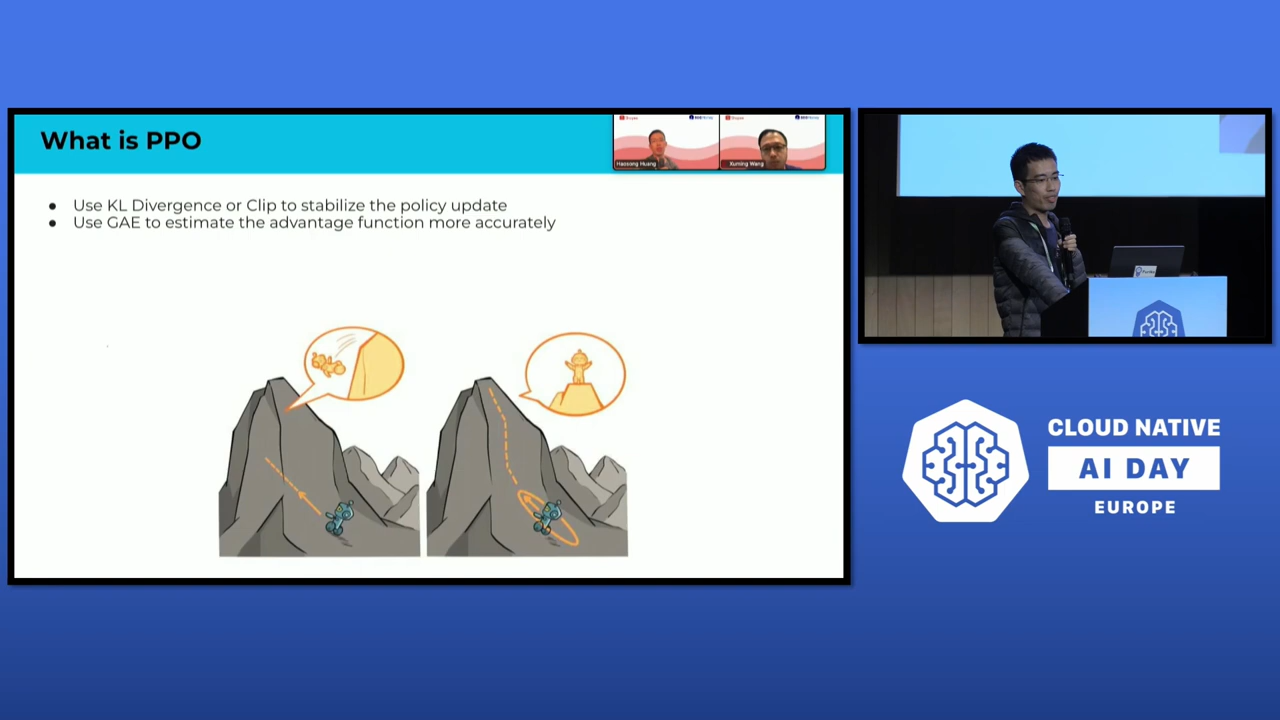 What is PPO
Haosong Huang
Xuming Wang
● Use KL Divergence or Clip to stabilize the policy update
● Use GAE to estimate the advantage function more accurately
CLOUD NATIVE
AI DAY
EUROPE